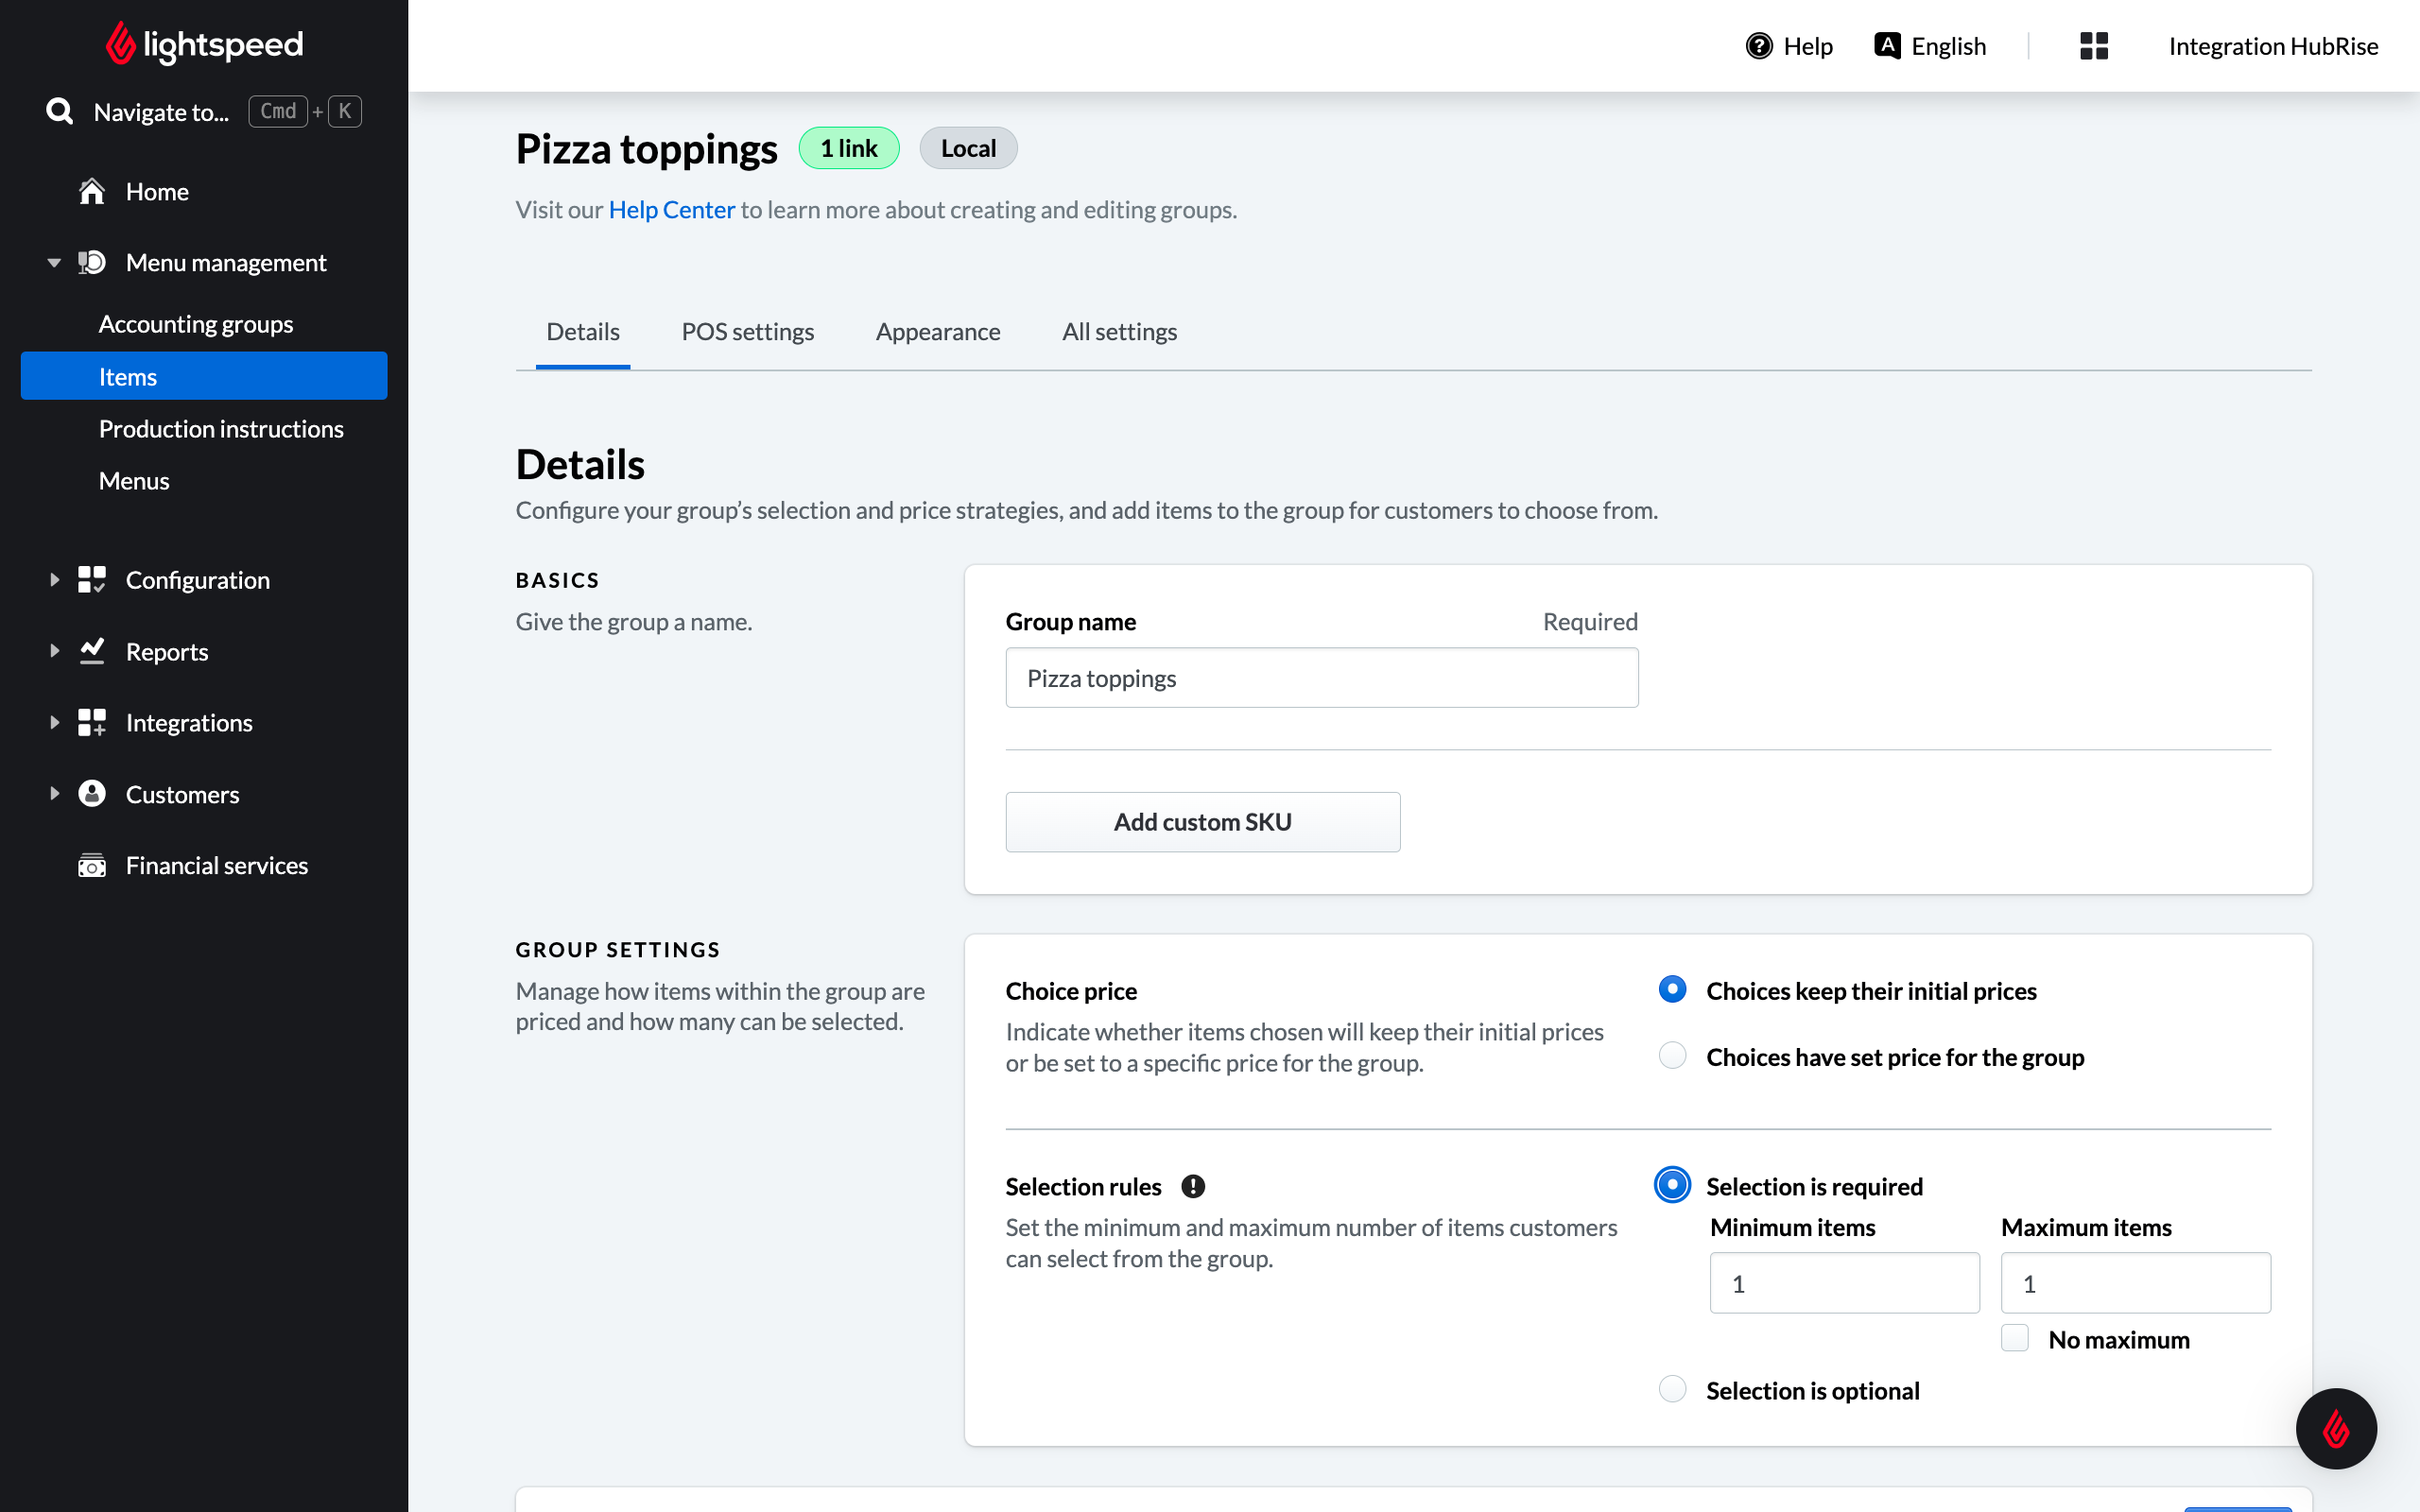 lightspeed
Navigate to... Cmd + K
Home
Menu management
Accounting groups
Items
Production instructions
Menus
Configuration
Reports
Integrations
Customers
Financial services
Help
A English
Integration HubRise
Pizza toppings 1 link Local
Visit our Help Center to learn more about creating and editing groups.
Details POS settings Appearance All settings
Details
Configure your group’s selection and price strategies, and add items to the group for customers to choose from.
BASICS
Give the group a name.
Group name Required
Pizza toppings
Add custom SKU
GROUP SETTINGS
Manage how items within the group are
priced and how many can be selected.
Choice price
Indicate whether items chosen will keep their initial prices
or be set to a specific price for the group.
Choices keep their initial prices
Choices have set price for the group
Selection rules
Set the minimum and maximum number of items customers
can select from the group.
Selection is required
Minimum items Maximum items
1 1
No maximum
Selection is optional